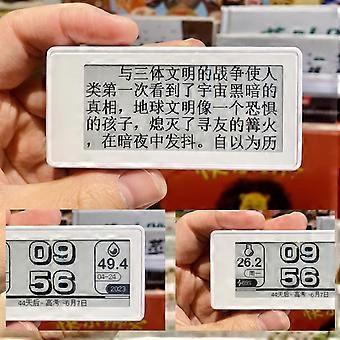 与三体文明的战争使人
类第一次看到了宇宙黑暗的
真相，地球文明像一个恐惧
的孩子，熄灭了寻友的篝火
，在暗夜中发抖。自以为历
09
56
49.4
04-24
2023
44天后-高考-6月7日
09
56
26.2
周一
69%
44天后-高考-6月7日